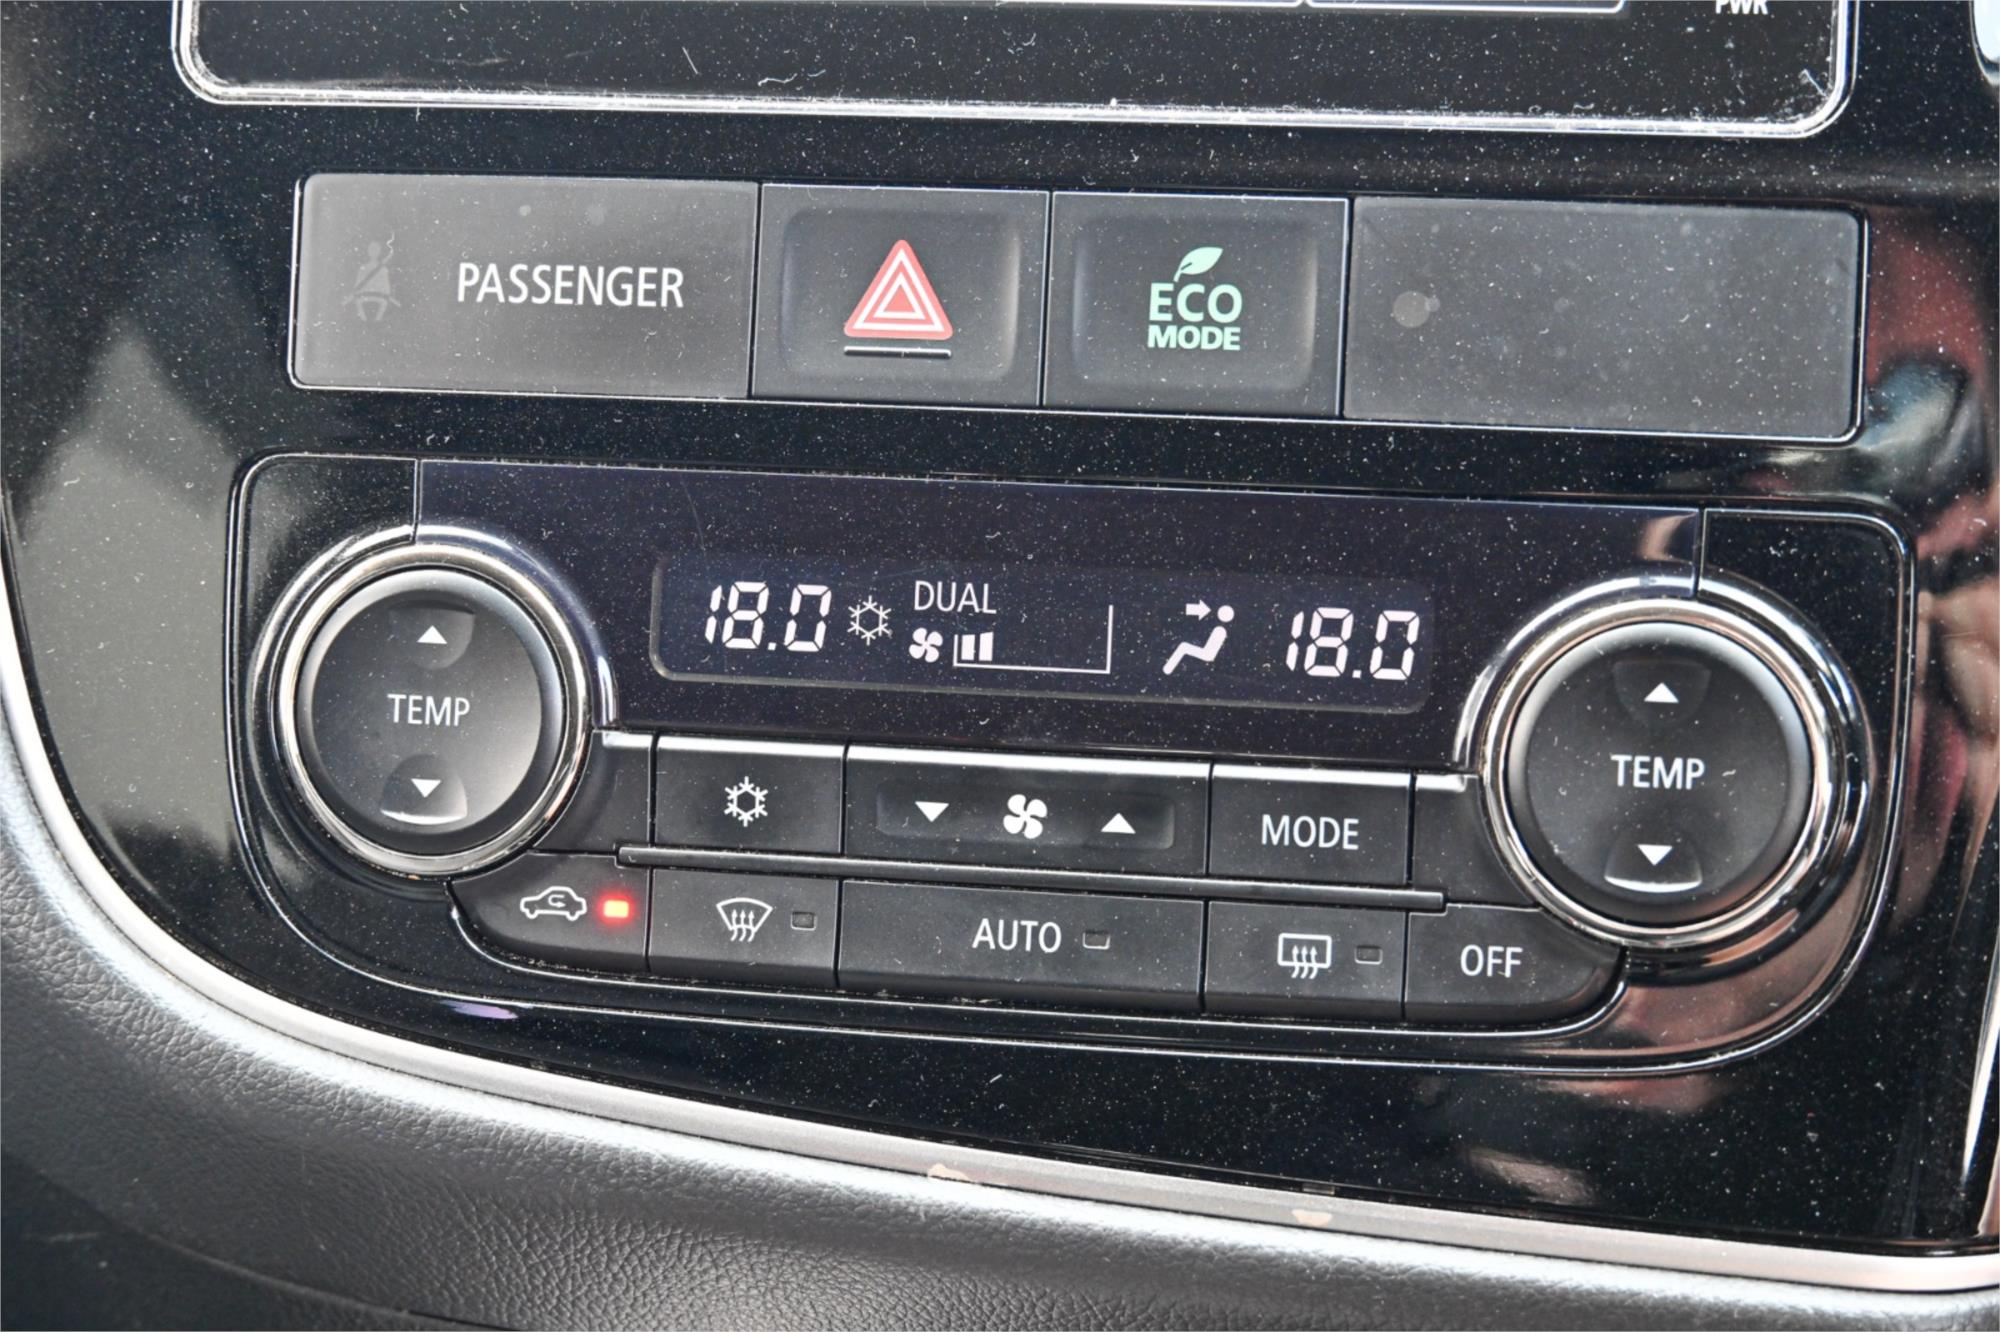 PWR
PASSENGER
ECO
MODE
18.0 DUAL 18.0
TEMP
TEMP
MODE
AUTO
OFF